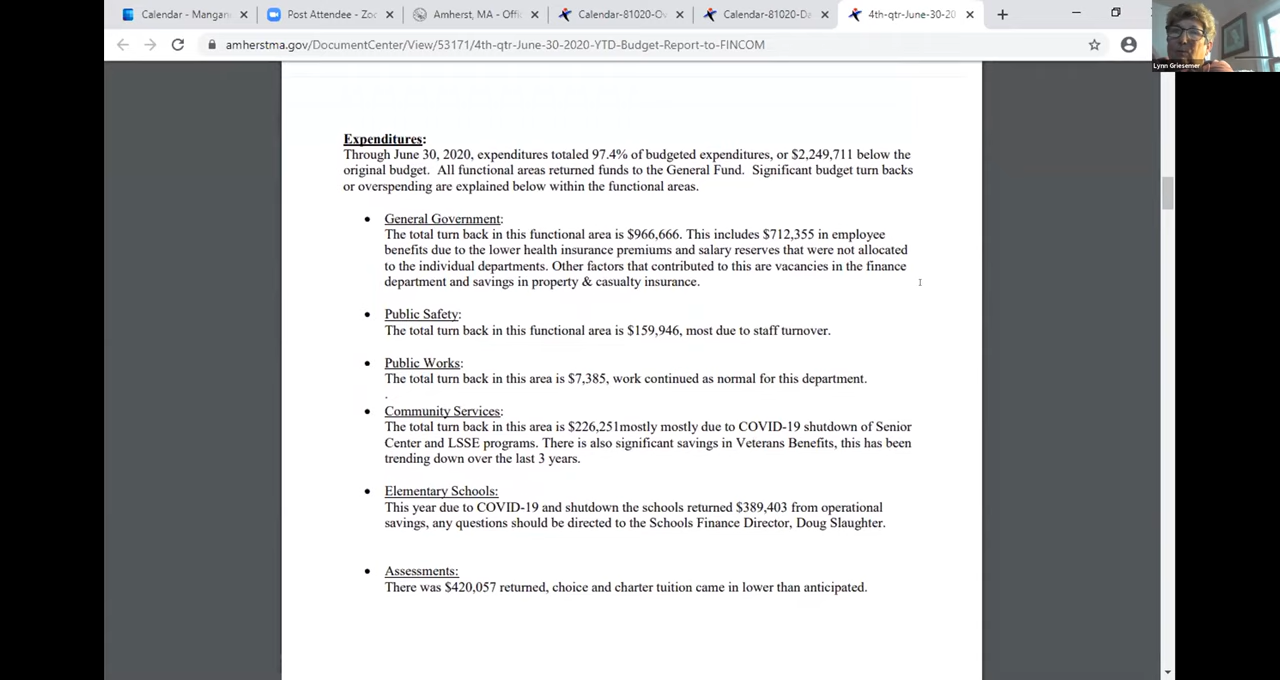 Calendar - Mangan
Post Attendee - Zoo
Amherst, MA - Offi
Calendar-81020-Ov
Calendar-81020-Da
4th-qtr-June-30-20
amherstma.gov/DocumentCenter/View/53171/4th-qtr-June-30-2020-YTD-Budget-Report-to-FINCOM
Lynn Griesemer
Expenditures:
Through June 30, 2020, expenditures totaled 97.4% of budgeted expenditures, or $2,249,711 below the
original budget. All functional areas returned funds to the General Fund. Significant budget turn backs
or overspending are explained below within the functional areas.
• General Government:
The total turn back in this functional area is $966,666. This includes $712,355 in employee
benefits due to the lower health insurance premiums and salary reserves that were not allocated
to the individual departments. Other factors that contributed to this are vacancies in the finance
department and savings in property & casualty insurance.
• Public Safety:
The total turn back in this functional area is $159,946, most due to staff turnover.
• Public Works:
The total turn back in this area is $7,385, work continued as normal for this department.
.
• Community Services:
The total turn back in this area is $226,251mostly mostly due to COVID-19 shutdown of Senior
Center and LSSE programs. There is also significant savings in Veterans Benefits, this has been
trending down over the last 3 years.
• Elementary Schools:
This year due to COVID-19 and shutdown the schools returned $389,403 from operational
savings, any questions should be directed to the Schools Finance Director, Doug Slaughter.
• Assessments:
There was $420,057 returned, choice and charter tuition came in lower than anticipated.